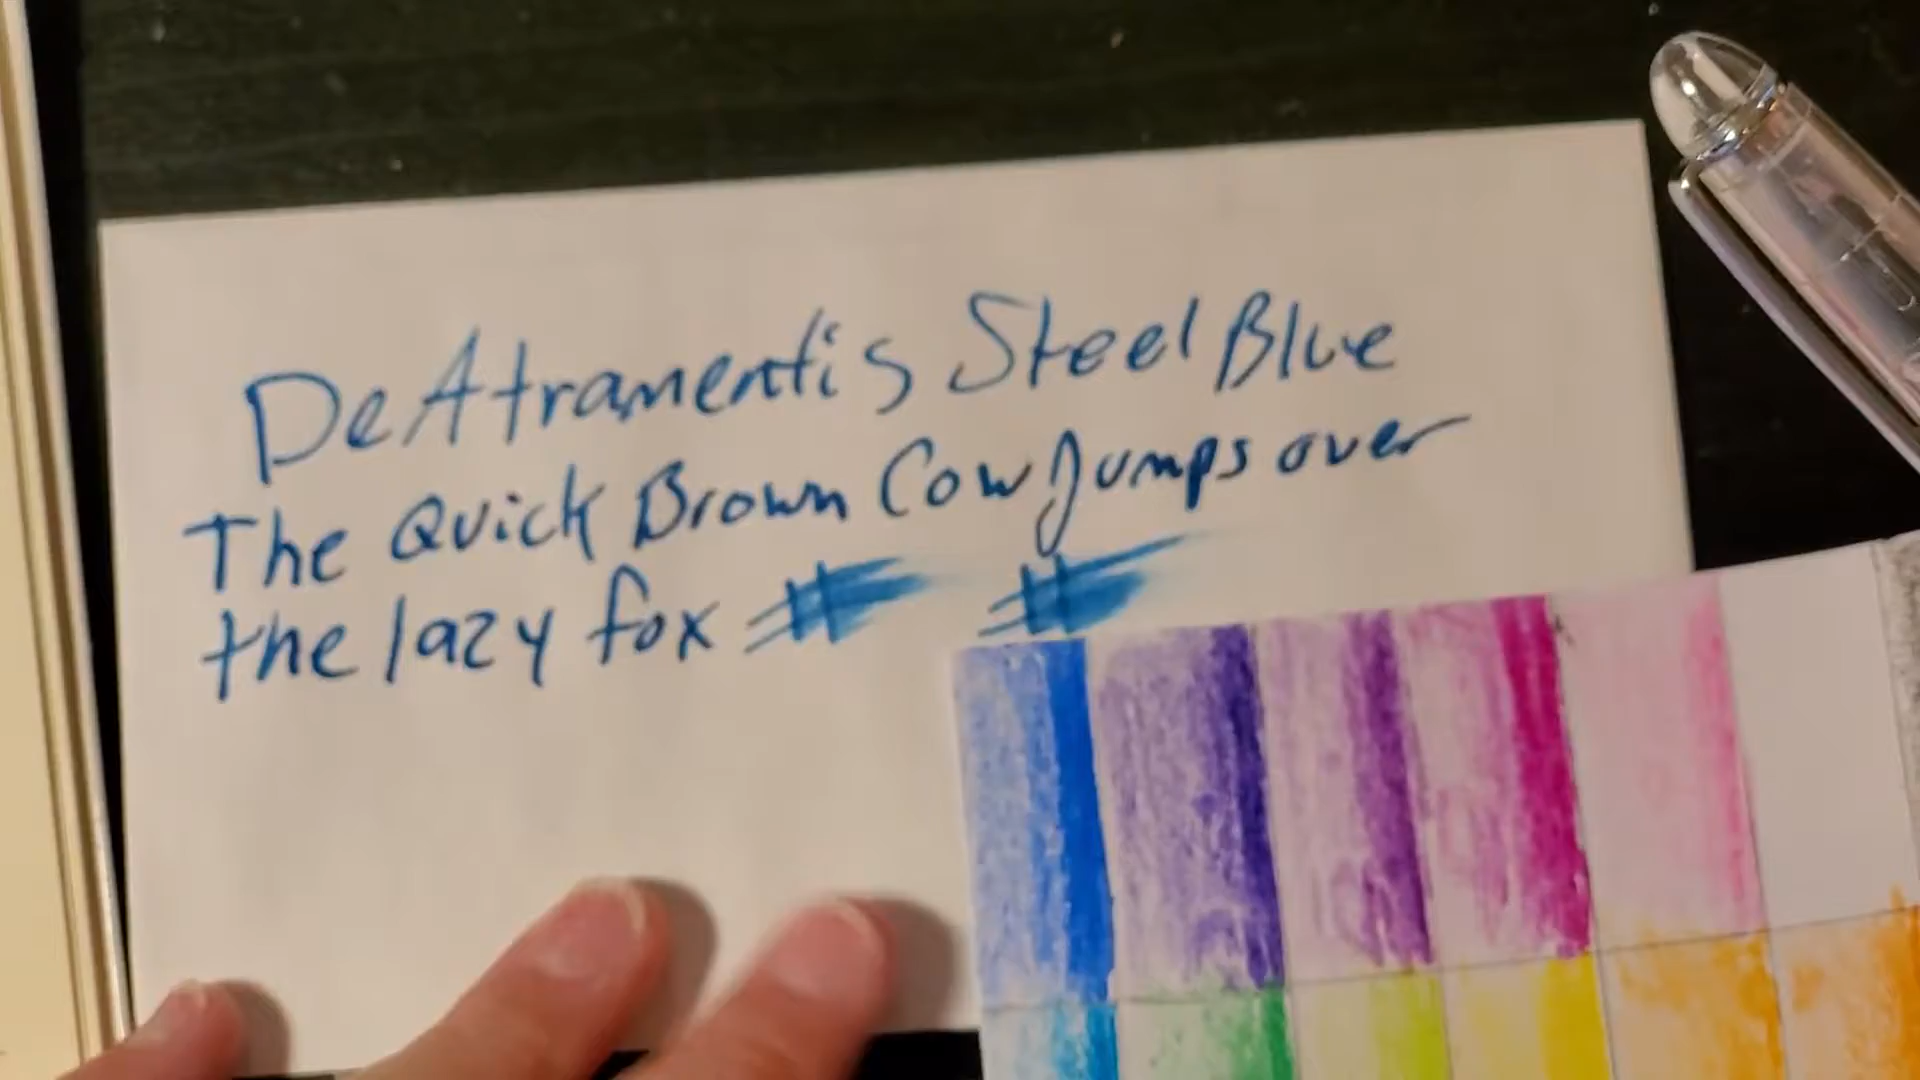 DeAtramentis Steel Blue
The Quick Brown Cow Jumps over
the lazy fox